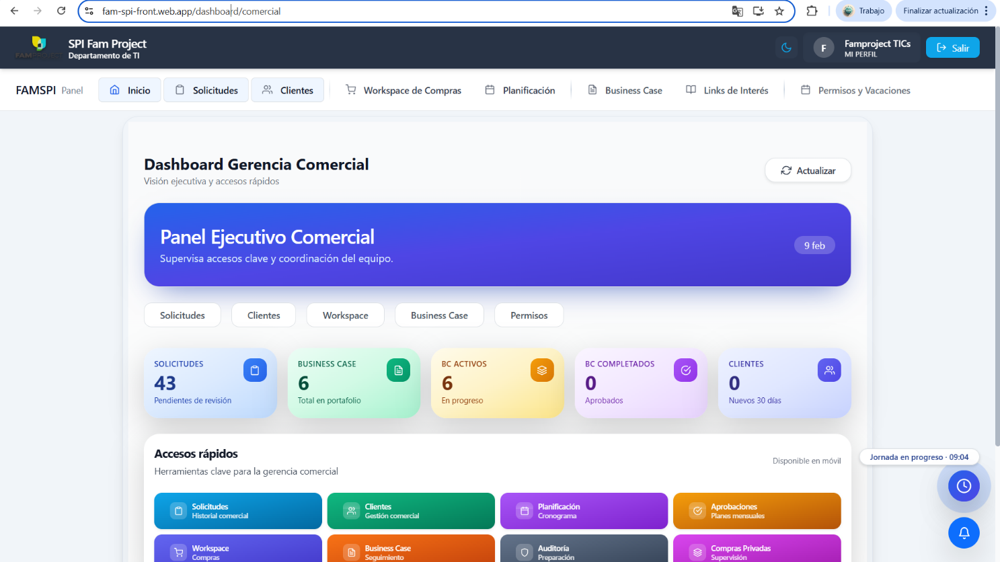 fam-spi-front.web.app/dashboard/comercial
Trabajo
Finalizar actualización
FAMPROJECT
SPI Fam Project
Departamento de TI
F
Famproject TICs
MI PERFIL
Salir
FAMSPI Panel
Inicio
Solicitudes
Clientes
Workspace de Compras
Planificación
Business Case
Links de Interés
Permisos y Vacaciones
Dashboard Gerencia Comercial
Visión ejecutiva y accesos rápidos
Actualizar
Panel Ejecutivo Comercial
Supervisa accesos clave y coordinación del equipo.
9 feb
Solicitudes
Clientes
Workspace
Business Case
Permisos
SOLICITUDES
43
Pendientes de revisión
BUSINESS CASE
6
Total en portafolio
BC ACTIVOS
6
En progreso
BC COMPLETADOS
0
Aprobados
CLIENTES
0
Nuevos 30 días
Accesos rápidos
Herramientas clave para la gerencia comercial
Disponible en móvil
Jornada en progreso · 09:04
Solicitudes
Historial comercial
Clientes
Gestión comercial
Planificación
Cronograma
Aprobaciones
Planes mensuales
Workspace
Compras
Business Case
Seguimiento
Auditoría
Preparación
Compras Privadas
Supervisión